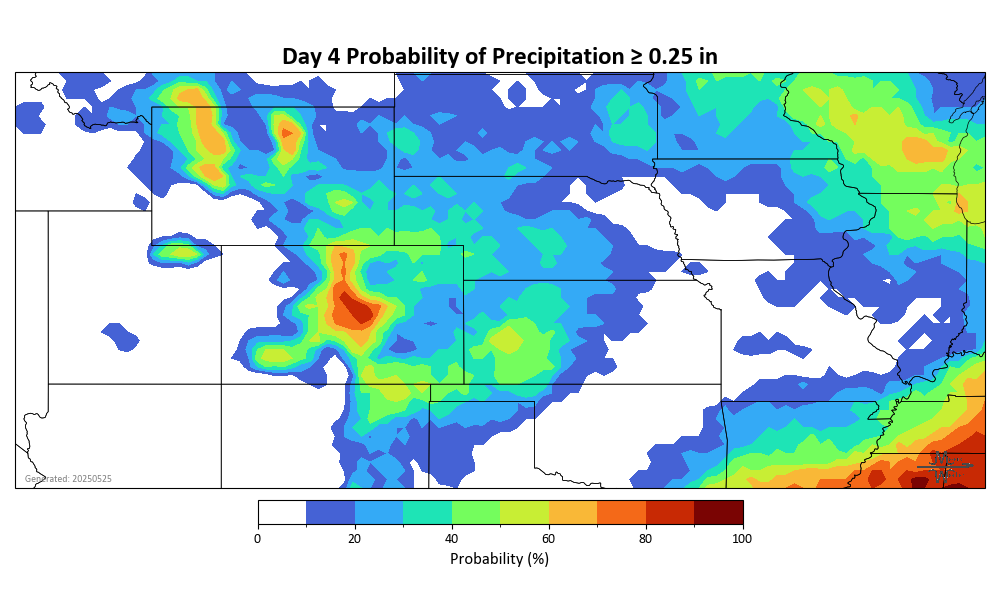 Day 4 Probability of Precipitation ≥ 0.25 in
Generated: 20250525
0 20 40 60 80 100
Probability (%)